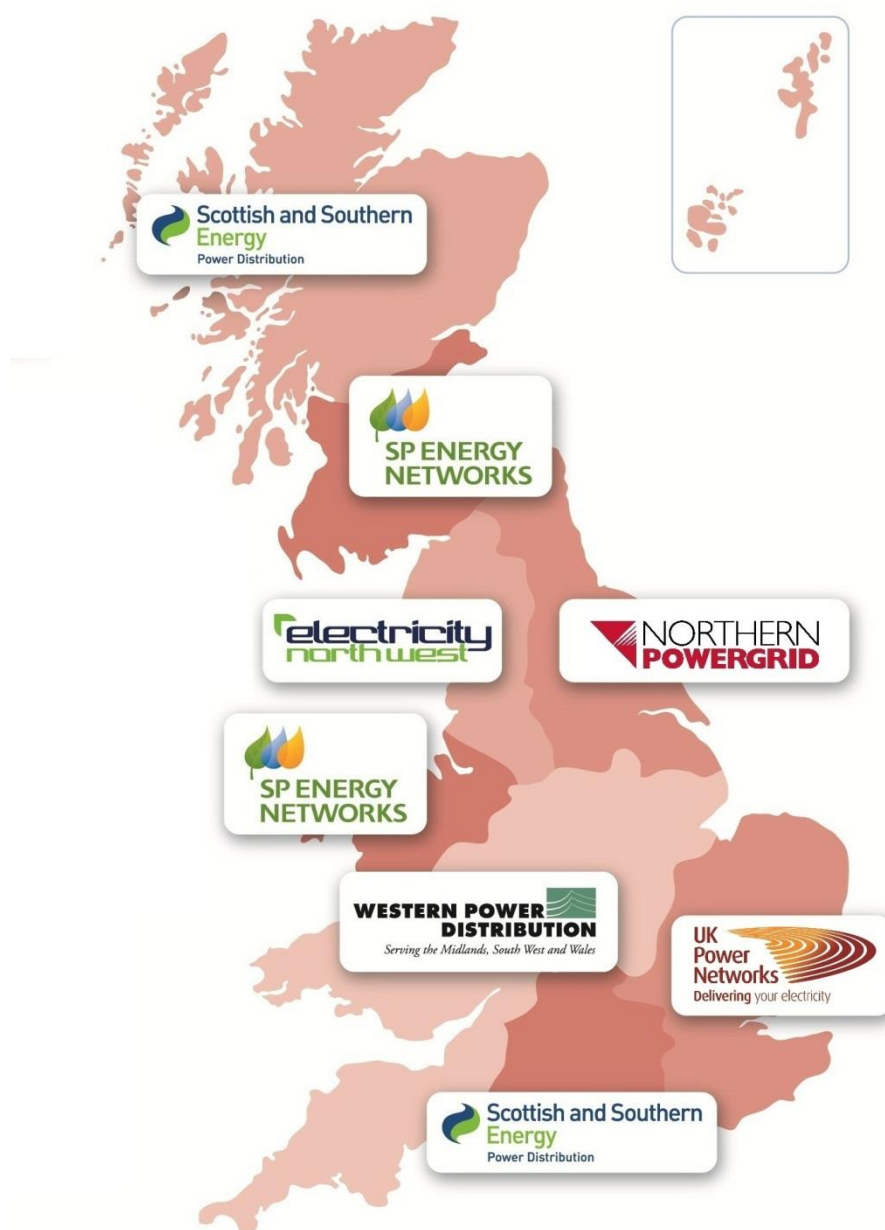 Scottish and Southern
Energy
Power Distribution
SP ENERGY
NETWORKS
electricity
north west
NORTHERN
POWERGRID
SP ENERGY
NETWORKS
WESTERN POWER
DISTRIBUTION
Serving the Midlands, South West and Wales
UK
Power
Networks
Delivering your electricity
Scottish and Southern
Energy
Power Distribution